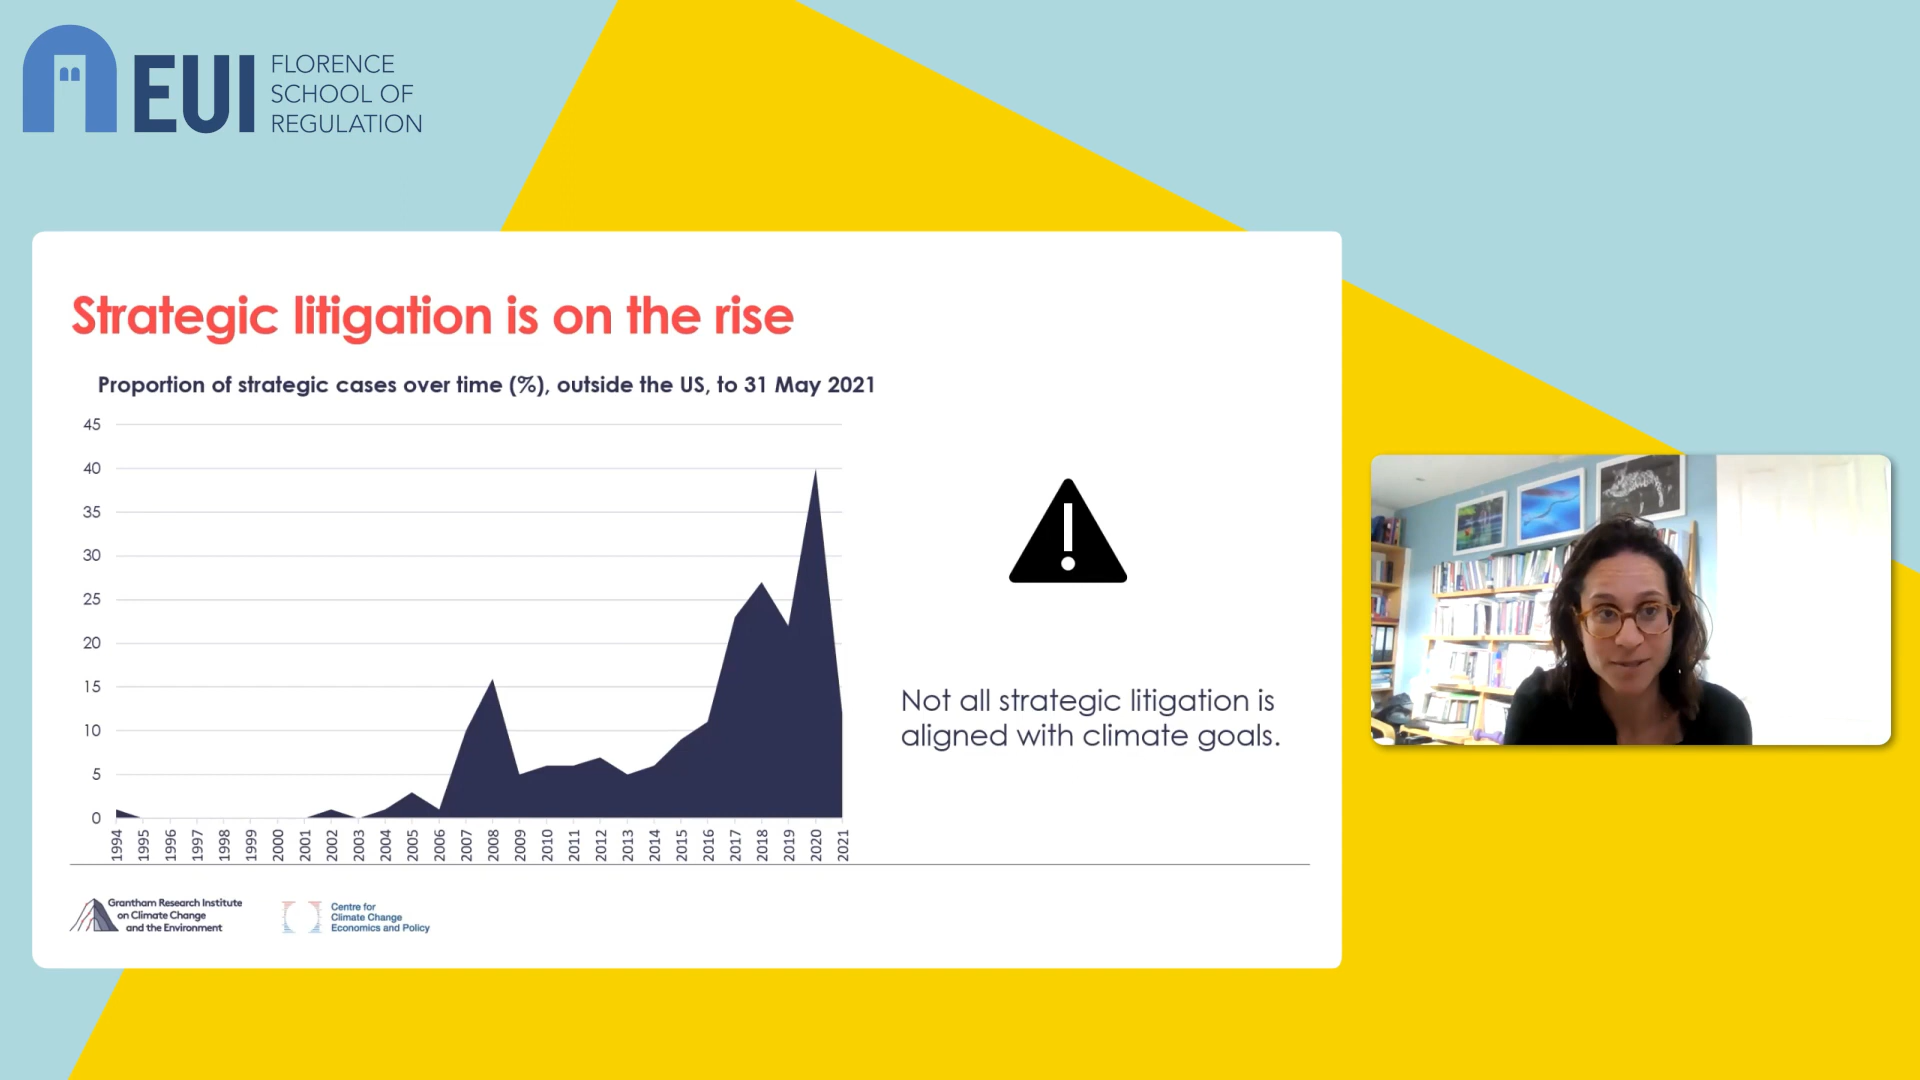 EUI
FLORENCE
SCHOOL OF
REGULATION
Strategic litigation is on the rise
Proportion of strategic cases over time (%), outside the US, to 31 May 2021
45
40
35
30
25
20
15
10
5
0
1994
1995
1996
1997
1998
1999
2000
2001
2002
2003
2004
2005
2006
2007
2008
2009
2010
2011
2012
2013
2014
2015
2016
2017
2018
2019
2020
2021
Not all strategic litigation is
aligned with climate goals.
Grantham Research Institute
on Climate Change
and the Environment
Centre for
Climate Change
Economics and Policy